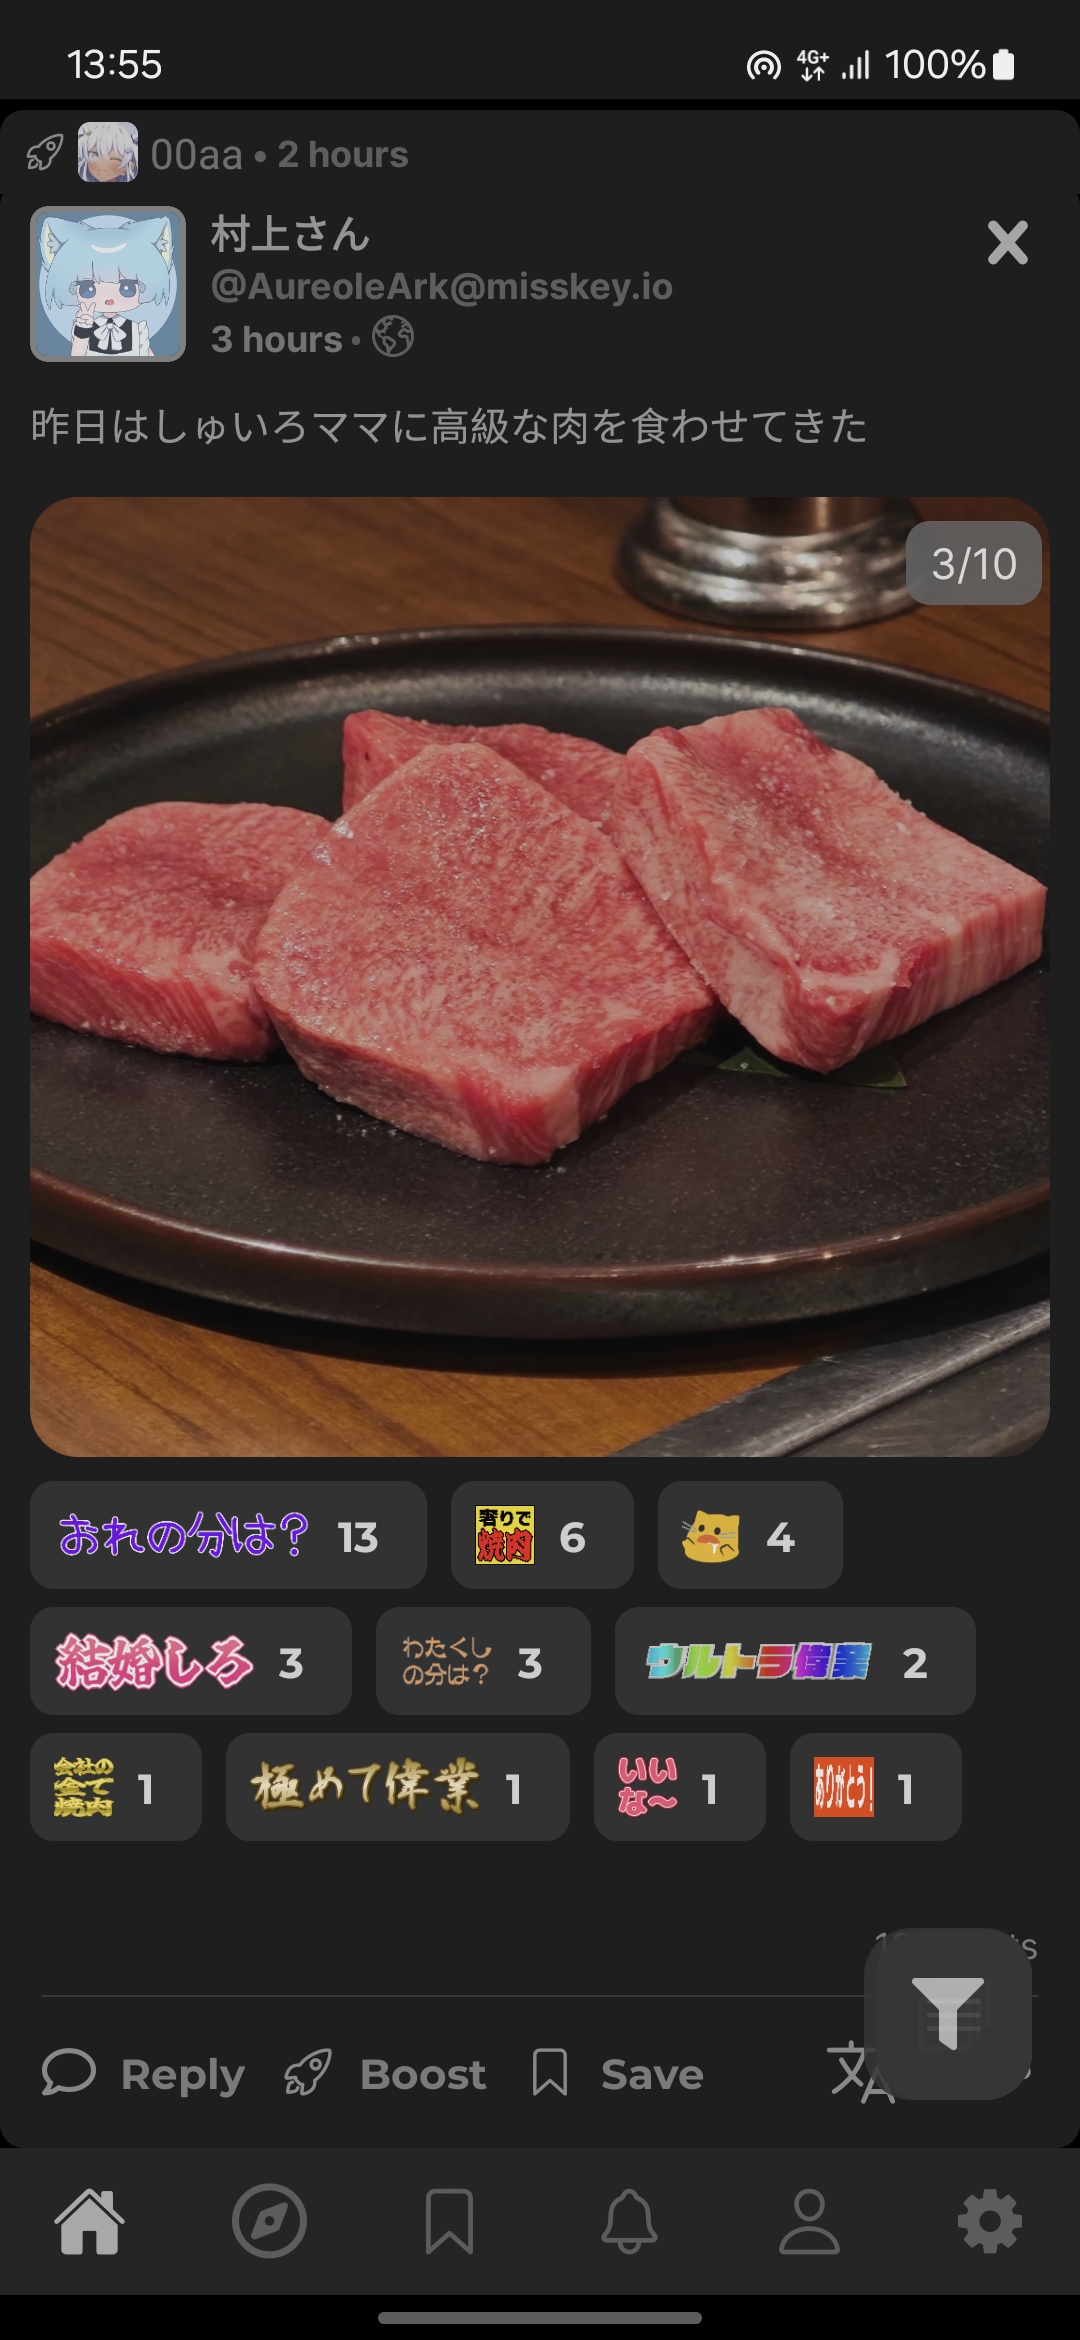 13:55
4G+
100%
00aa • 2 hours
村上さん
@AureoleArk@misskey.io
3 hours •
昨日はしゅいろママに高級な肉を食わせてきた
3/10
おれの分は? 13
奢りで
焼肉
6
4
結婚しろ 3
わたくし
の分は?
3
ウルトラ偉業 2
会社の
金で
焼肉
1
極めて偉業 1
いい
な〜
1
ありがとう! 1
Reply
Boost
Save